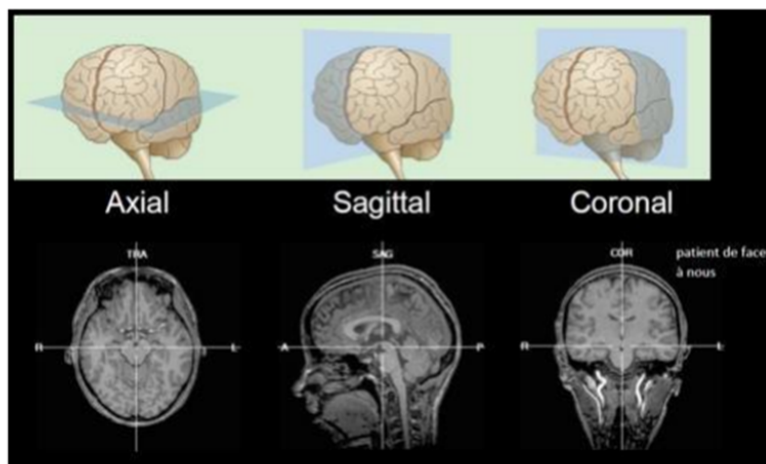 Axial
Sagittal
Coronal
TRA
SAG
COR
patient de face
à nous
R
L
A
P
R
L